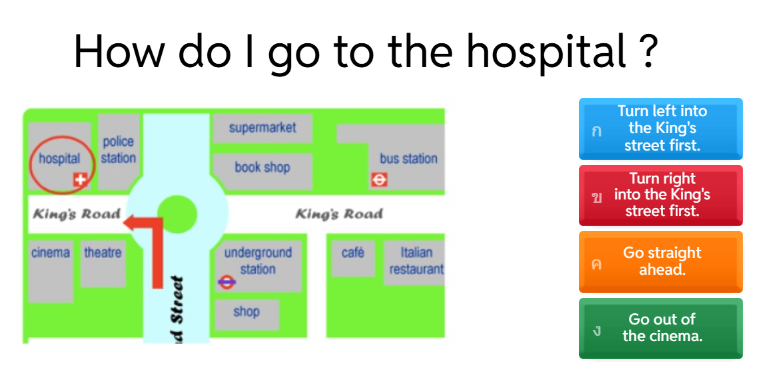 How do I go to the hospital ?
supermarket
police
station
hospital
book shop
bus station
King's Road
King's Road
cinema
theatre
underground
station
café
Italian
restaurant
shop
d Street
ก
Turn left into
the King's
street first.
ข
Turn right
into the King's
street first.
ค
Go straight
ahead.
ง
Go out of
the cinema.